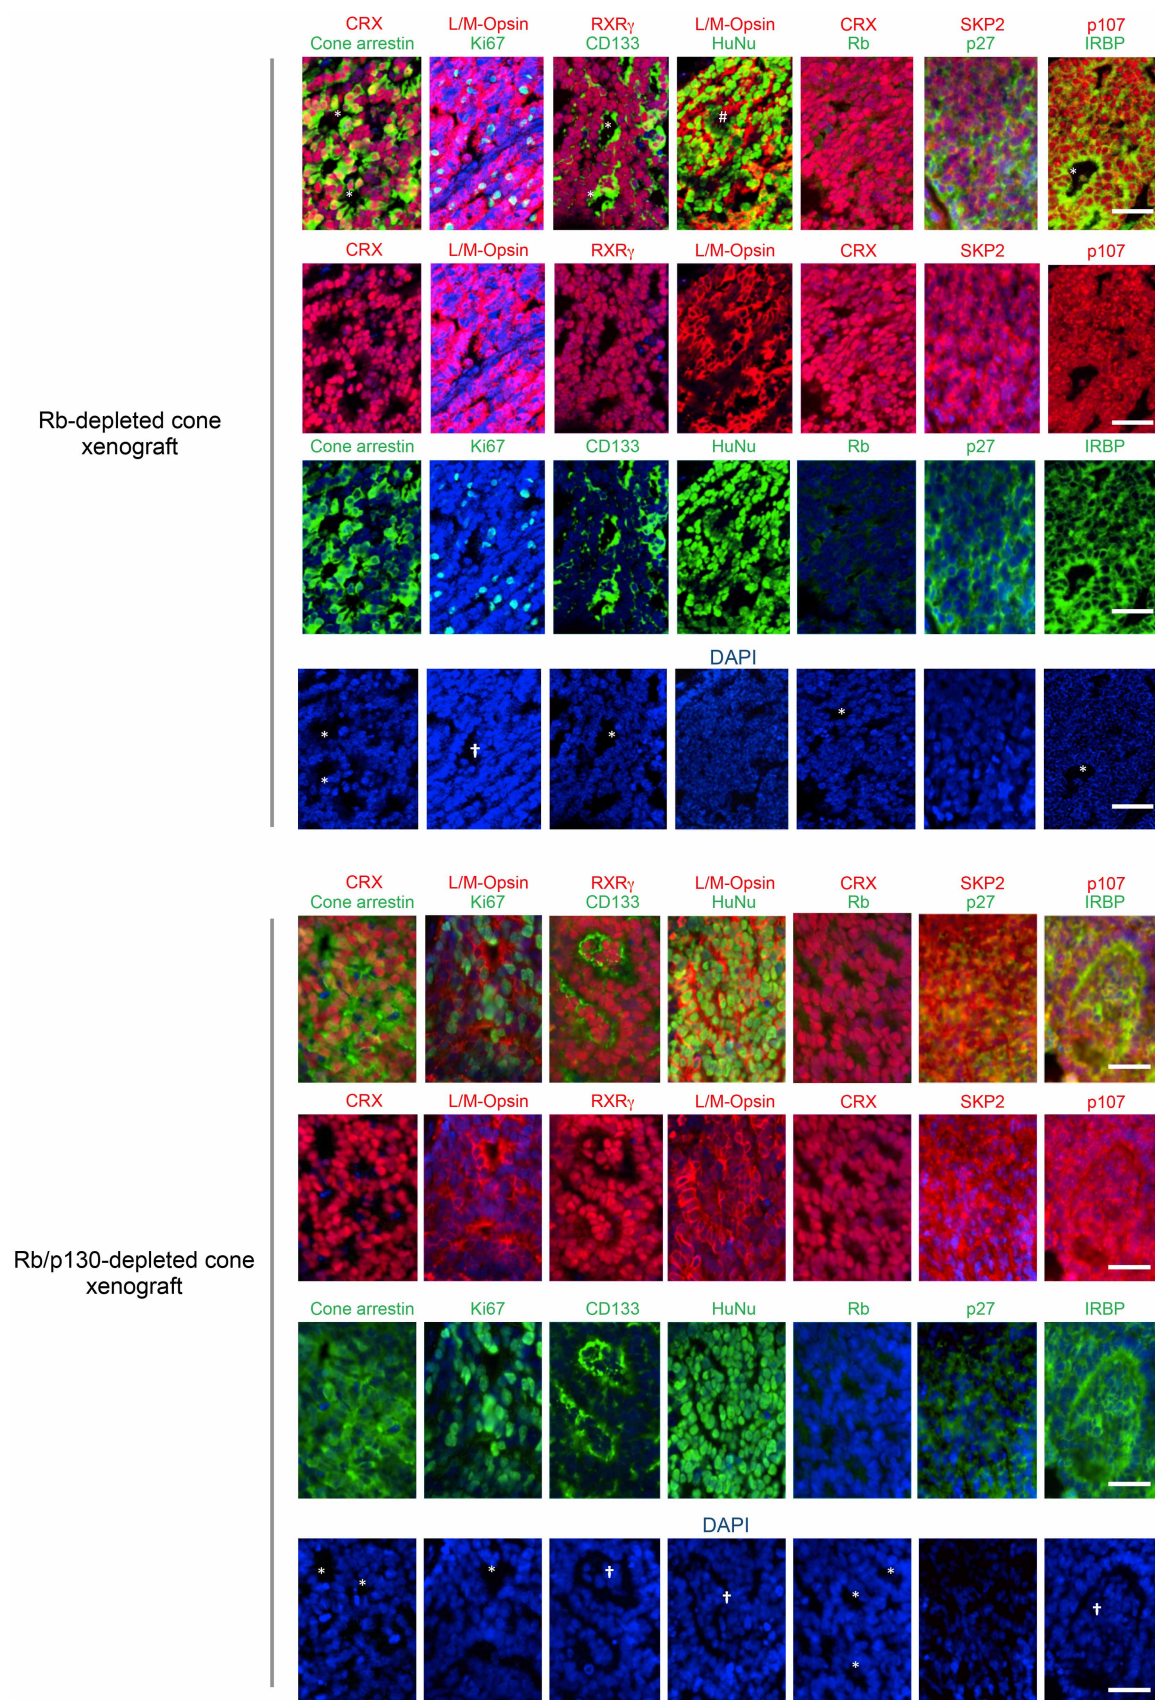 CRX L/M-Opsin RXRγ L/M-Opsin CRX SKP2 p107
Cone arrestin Ki67 CD133 HuNu Rb p27 IRBP
* * * * # *
CRX L/M-Opsin RXRγ L/M-Opsin CRX SKP2 p107
Rb-depleted cone
xenograft
Cone arrestin Ki67 CD133 HuNu Rb p27 IRBP
DAPI
* * † * * *
CRX L/M-Opsin RXRγ L/M-Opsin CRX SKP2 p107
Cone arrestin Ki67 CD133 HuNu Rb p27 IRBP
CRX L/M-Opsin RXRγ L/M-Opsin CRX SKP2 p107
Rb/p130-depleted cone
xenograft
Cone arrestin Ki67 CD133 HuNu Rb p27 IRBP
DAPI
* * * † † * * * †